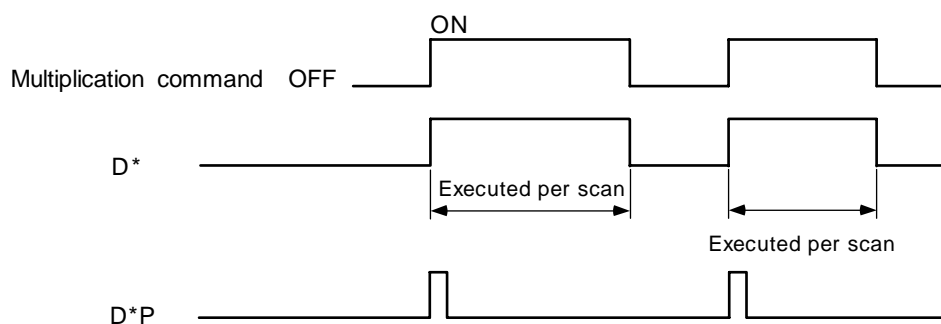 ON
Multiplication command OFF
D*
Executed per scan
Executed per scan
D*P